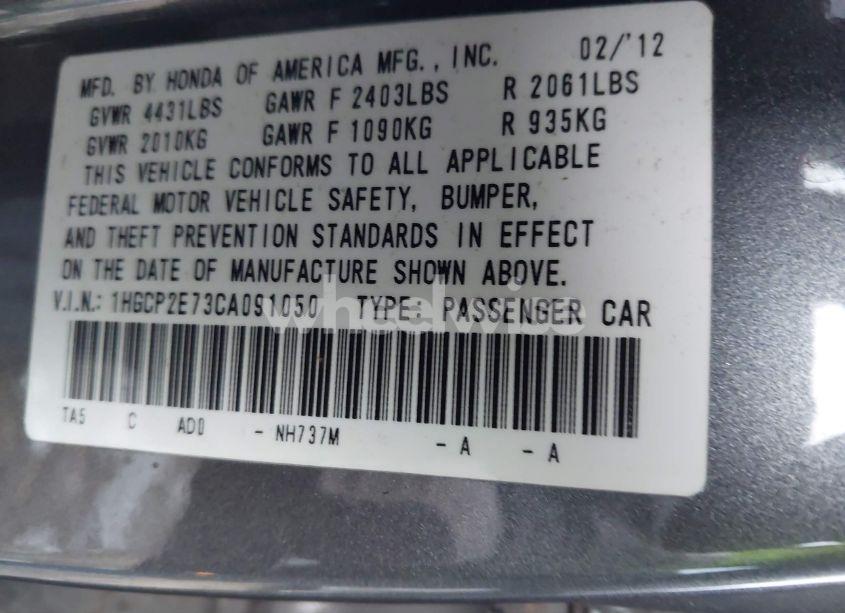 MFD. BY HONDA OF AMERICA MFG., INC. 02/'12
GVWR 4431LBS GAWR F 2403LBS R 2061LBS
GVWR 2010KG GAWR F 1090KG R 935KG
THIS VEHICLE CONFORMS TO ALL APPLICABLE
FEDERAL MOTOR VEHICLE SAFETY, BUMPER,
AND THEFT PREVENTION STANDARDS IN EFFECT
ON THE DATE OF MANUFACTURE SHOWN ABOVE.
V.I.N.: 1HGCP2E73CA091050 TYPE: PASSENGER CAR
wheelwise
TA5 C AD0 - NH737M - A - A